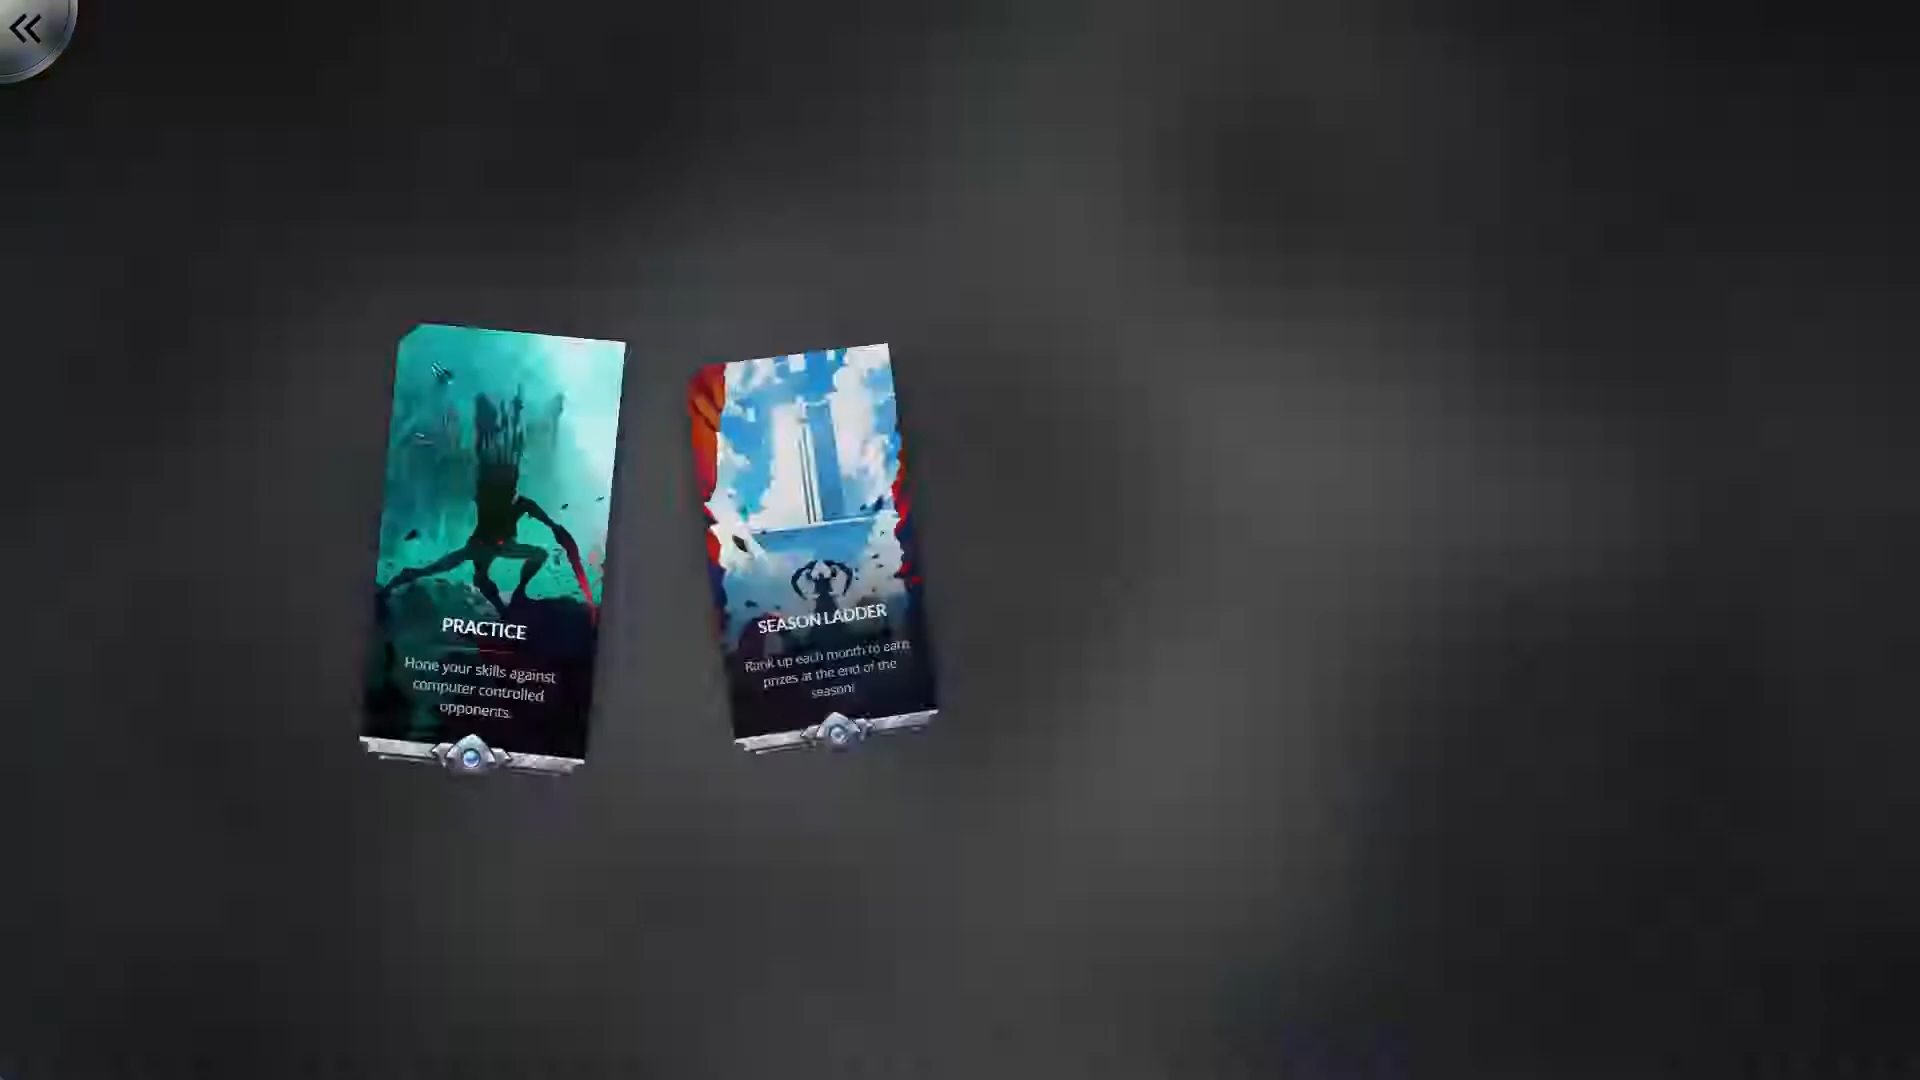 PRACTICE
Hone your skills against
computer controlled
opponents.
SEASON LADDER
Rank up each month to earn
prizes at the end of the
season!